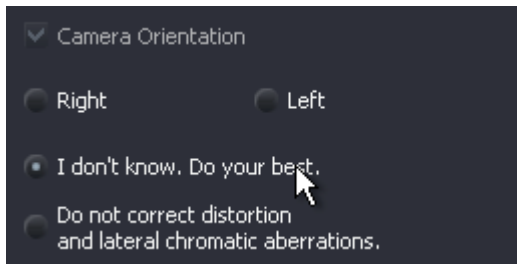 Camera Orientation
Right
Left
I don't know. Do your best.
Do not correct distortion
and lateral chromatic aberrations.